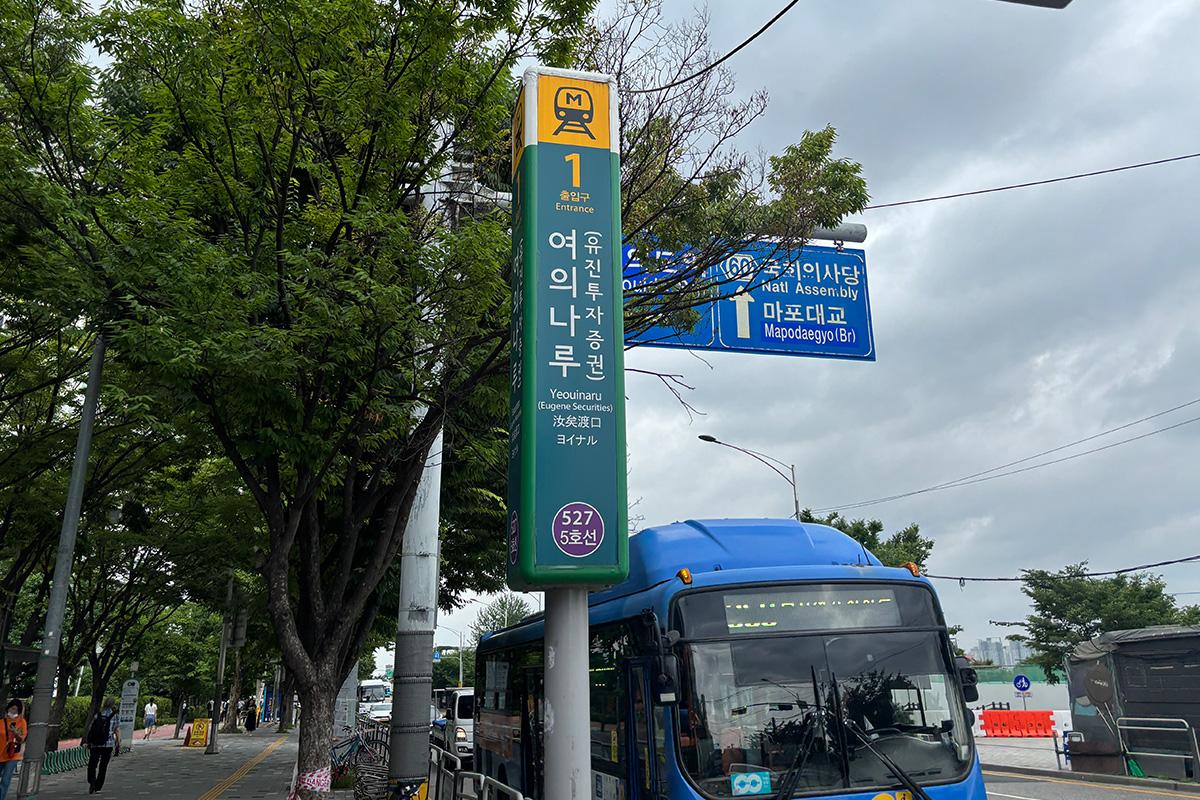 M
1
출입구
Entrance
여의나루
(유진투자증권)
Yeouinaru
(Eugene Securities)
汝矣渡口
ヨイナル
527
5호선
60
국회의사당
Natl Assembly
마포대교
Mapodaegyo(Br)